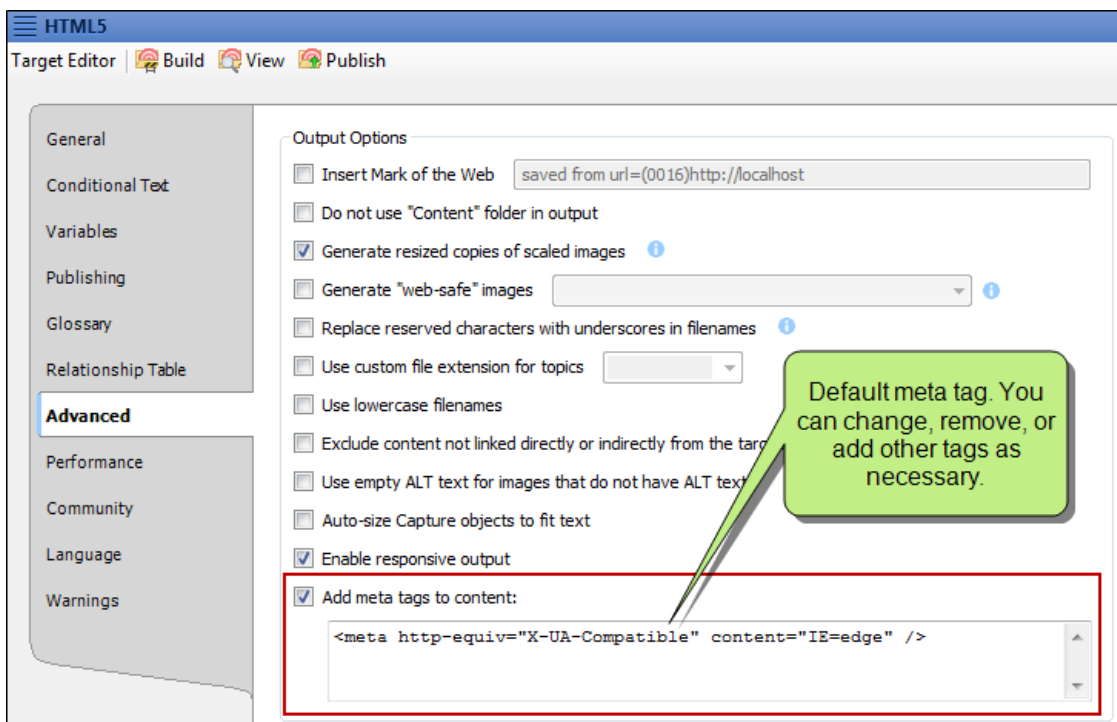 HTML5
Target Editor Build View Publish
General
Conditional Text
Variables
Publishing
Glossary
Relationship Table
Advanced
Performance
Community
Language
Warnings
Output Options
Insert Mark of the Web saved from url=(0016)http://localhost
Do not use "Content" folder in output
Generate resized copies of scaled images
Generate "web-safe" images
Replace reserved characters with underscores in filenames
Use custom file extension for topics
Use lowercase filenames
Exclude content not linked directly or indirectly from the
Use empty ALT text for images that do not have ALT text
Auto-size Capture objects to fit text
Enable responsive output
Add meta tags to content:
<meta http-equiv="X-UA-Compatible" content="IE=edge" />
Default meta tag. You
can change, remove, or
add other tags as
necessary.